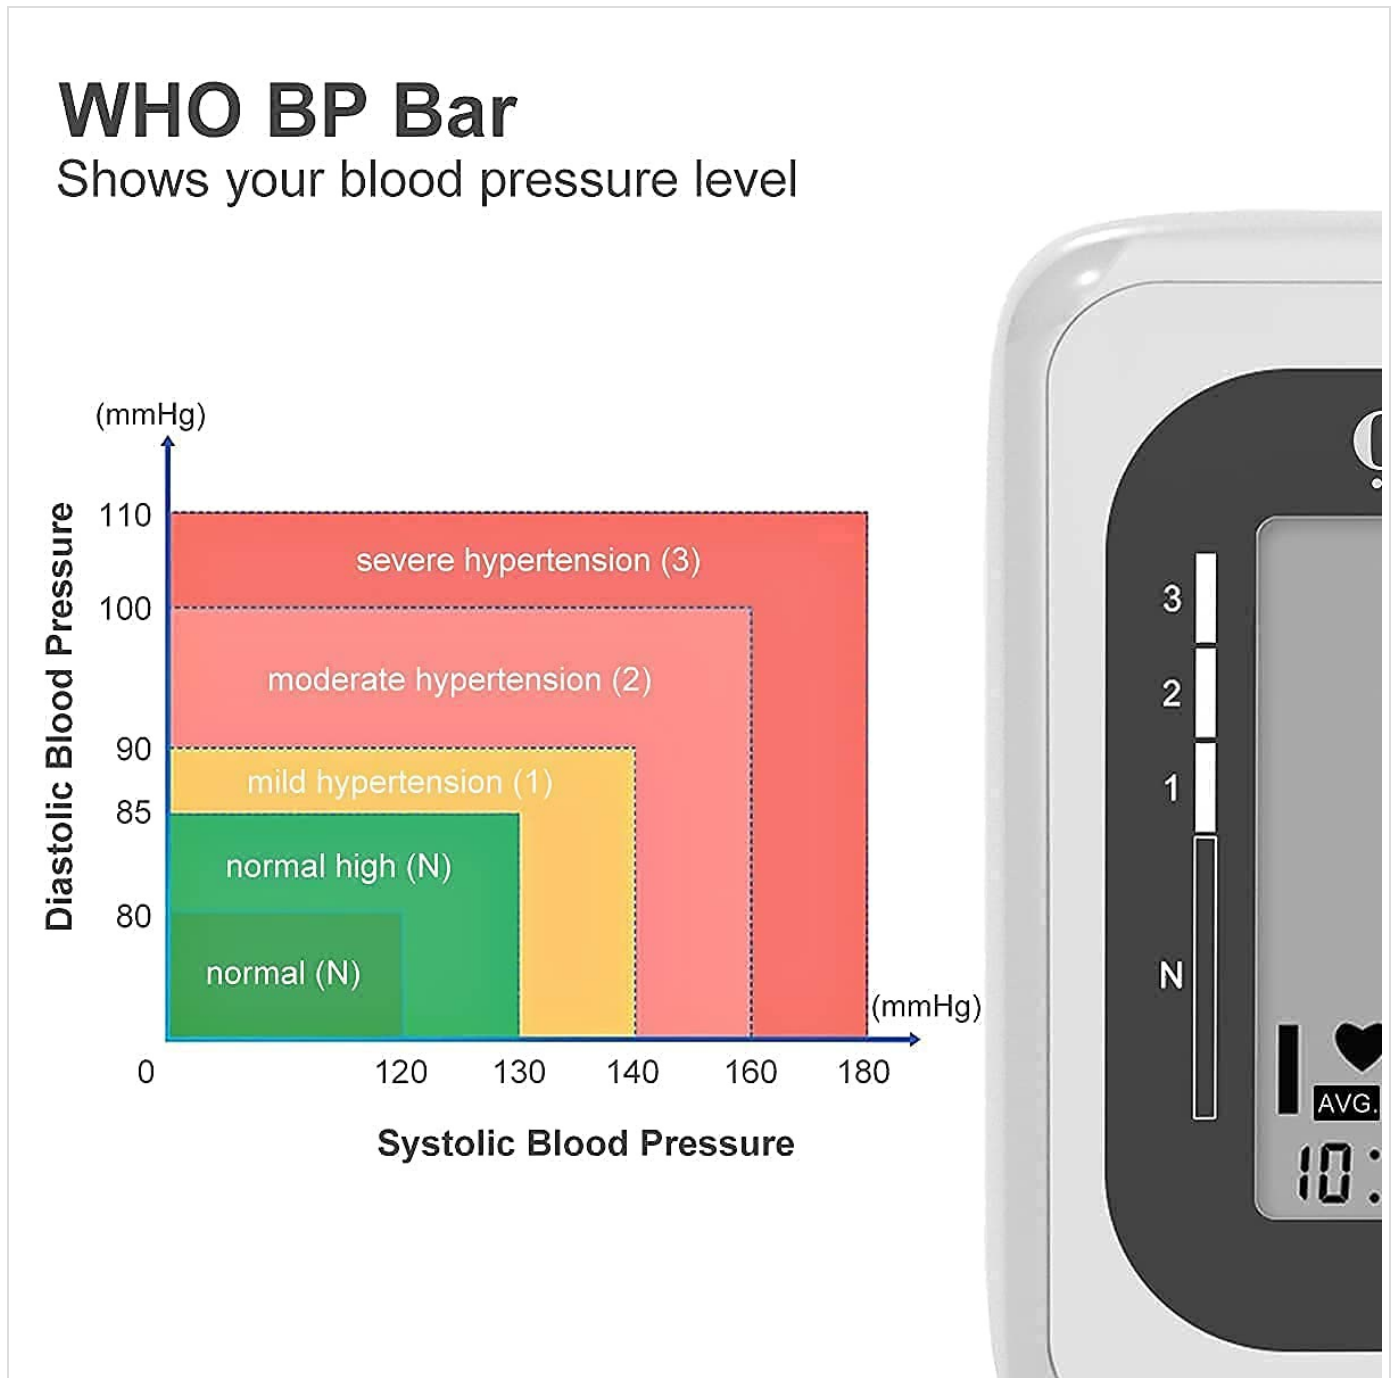 WHO BP Bar
Shows your blood pressure level
(mmHg)
Diastolic Blood Pressure
110
100
90
85
80
severe hypertension (3)
moderate hypertension (2)
mild hypertension (1)
normal high (N)
normal (N)
(mmHg)
0 120 130 140 160 180
Systolic Blood Pressure
3
2
1
N
AVG.
10: